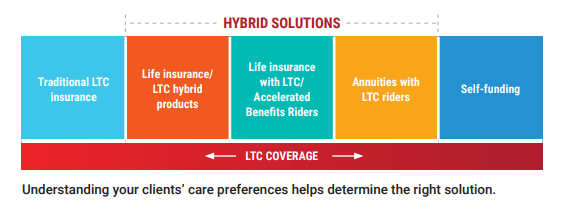 HYBRID SOLUTIONS
Traditional LTC
insurance
Life insurance/
LTC hybrid
products
Life insurance
with LTC/
Accelerated
Benefits Riders
Annuities with
LTC riders
Self-funding
LTC COVERAGE
Understanding your clients’ care preferences helps determine the right solution.